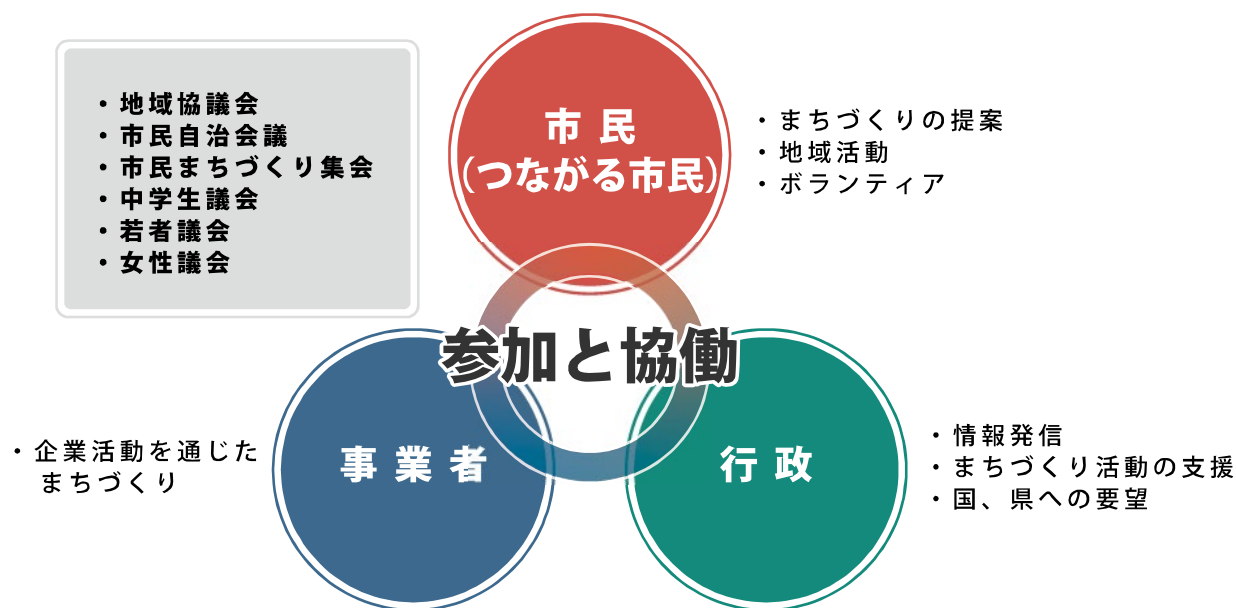 ・地域協議会
・市民自治会議
・市民まちづくり集会
・中学生議会
・若者議会
・女性議会
市民
(つながる市民)
・まちづくりの提案
・地域活動
・ボランティア
参加と協働
・企業活動を通じた
まちづくり
事業者
行政
・情報発信
・まちづくり活動の支援
・国、県への要望